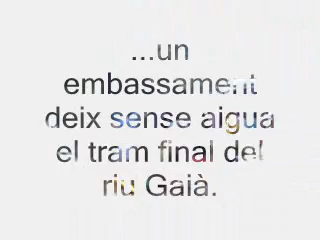 ...un
embassament
deix sense aigua
el tram final del
riu Gaià.